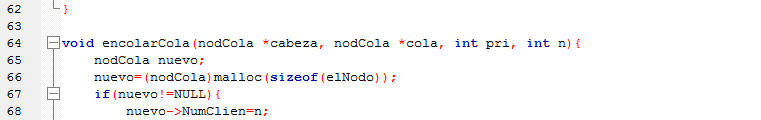 62 }
63
64 void encolarCola(nodCola *cabeza, nodCola *cola, int pri, int n){
65 nodCola nuevo;
66 nuevo=(nodCola)malloc(sizeof(elNodo));
67 if(nuevo!=NULL){
68 nuevo->NumClien=n;